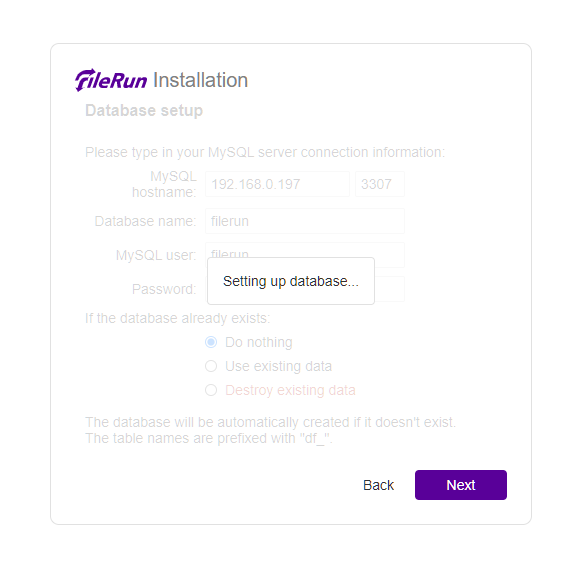 FileRun Installation
Database setup
Please type in your MySQL server connection information:
MySQL
hostname:
192.168.0.197 3307
Database name: filerun
MySQL user: filerun
Setting up database...
Password:
If the database already exists:
Do nothing
Use existing data
Destroy existing data
The database will be automatically created if it doesn't exist.
The table names are prefixed with "df_".
Back Next